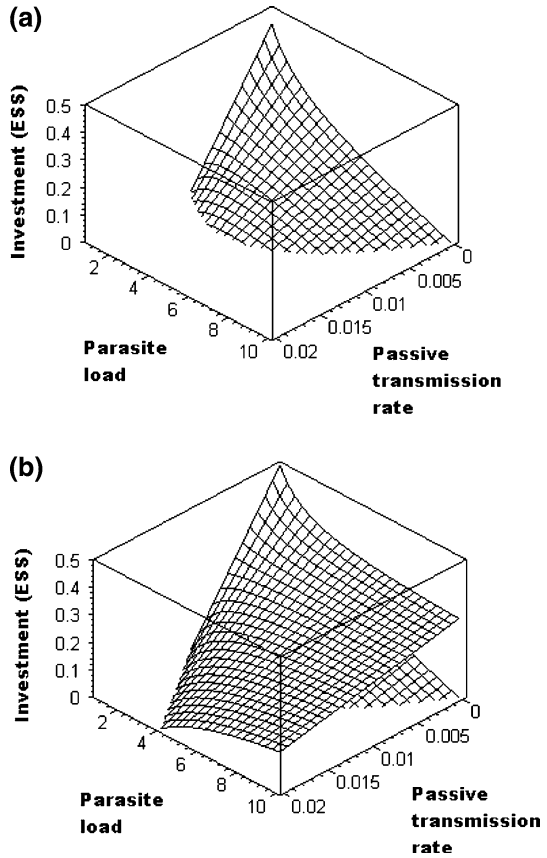 (a)
Investment (ESS)
0.5
0.4
0.3
0.2
0.1
0
2
4
6
8
10
Parasite
load
0.02
0.015
0.01
0.005
0
Passive
transmission
rate
(b)
Investment (ESS)
0.5
0.4
0.3
0.2
0.1
0
2
4
6
8
10
Parasite
load
0.02
0.015
0.01
0.005
0
Passive
transmission
rate